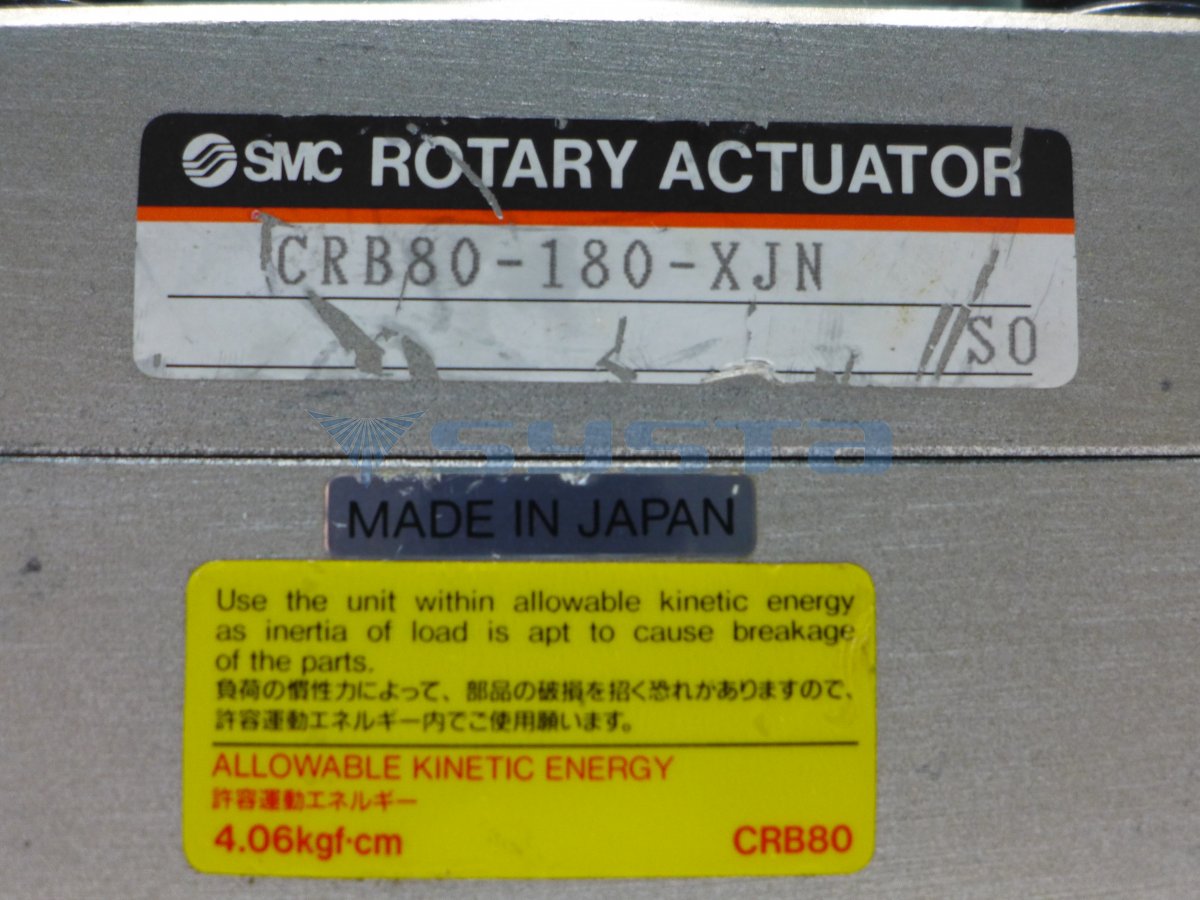 SMC ROTARY ACTUATOR
CRB80-180-XJN
SO
systa
MADE IN JAPAN
Use the unit within allowable kinetic energy
as inertia of load is apt to cause breakage
of the parts.
負荷の慣性力によって、部品の破損を招く恐れがありますので、
許容運動エネルギー内でご使用願います。
ALLOWABLE KINETIC ENERGY
許容運動エネルギー
4.06kgf·cm CRB80